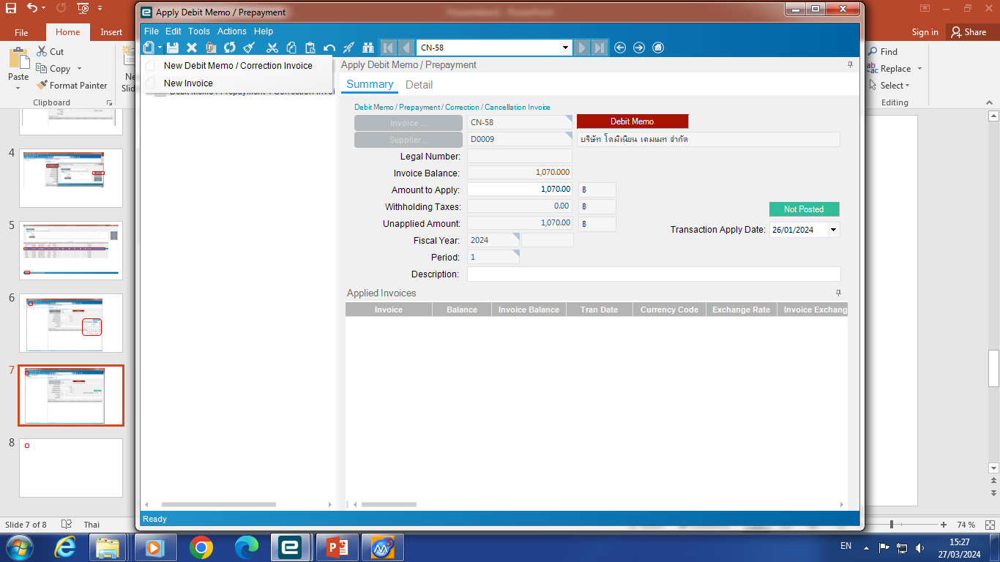 Apply Debit Memo / Prepayment
File Edit Tools Actions Help
CN-58
New Debit Memo / Correction Invoice
New Invoice
Apply Debit Memo / Prepayment
Summary Detail
Debit Memo / Prepayment / Correction / Cancellation Invoice
Invoice ... CN-58 Debit Memo
Supplier... D0009 บริษัท โดมิเนียน เคมเมท จำกัด
Legal Number:
Invoice Balance: 1,070.000
Amount to Apply: 1,070.00 ฿
Withholding Taxes: 0.00 ฿
Not Posted
Unapplied Amount: 1,070.00 ฿
Transaction Apply Date: 26/01/2024
Fiscal Year: 2024
Period: 1
Description:
Applied Invoices
Invoice Balance Invoice Balance Tran Date Currency Code Exchange Rate Invoice Exchang
Ready
File Home Insert
Sign in Share
Paste
Cut
Copy
Format Painter
Clipboard
Find
Replace
Select
Editing
4
5
6
7
8
Slide 7 of 8 Thai
74 %
EN
15:27
27/03/2024